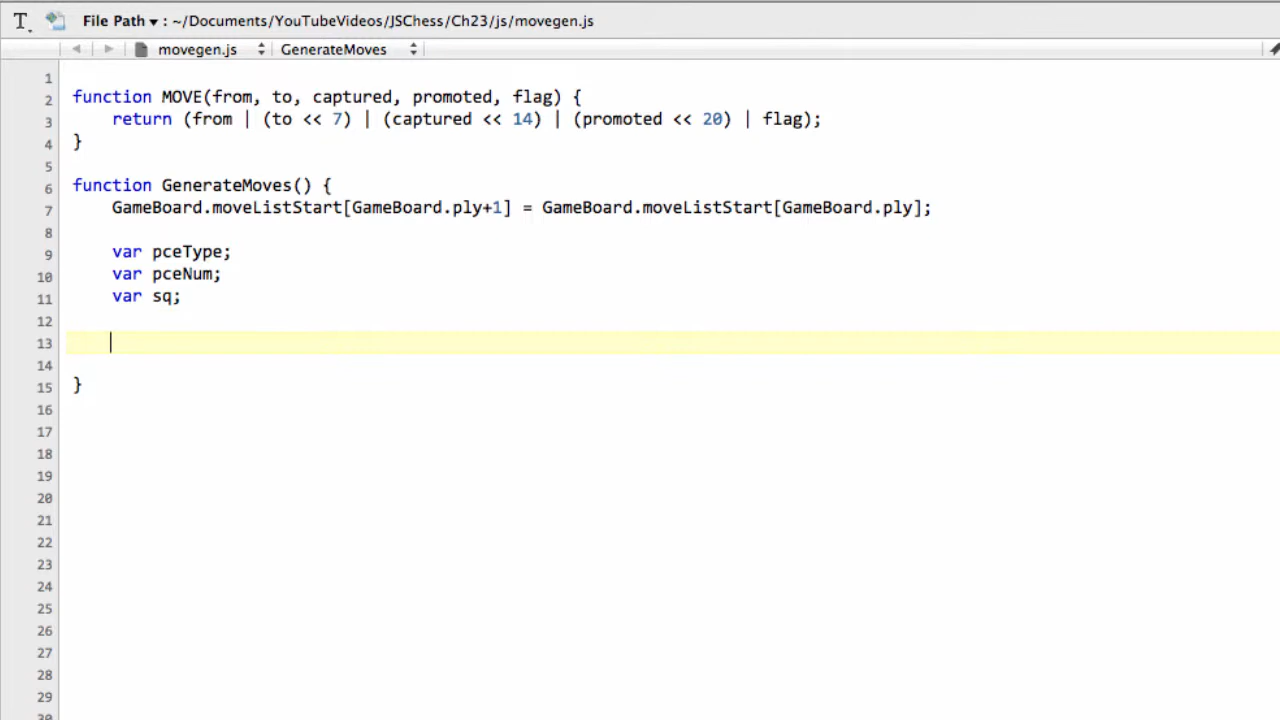 T. File Path ▾ : ~/Documents/YouTubeVideos/JSChess/Ch23/js/movegen.js
movegen.js GenerateMoves
1
2 function MOVE(from, to, captured, promoted, flag) {
3 return (from | (to << 7) | (captured << 14) | (promoted << 20) | flag);
4 }
5
6 function GenerateMoves() {
7 GameBoard.moveListStart[GameBoard.ply+1] = GameBoard.moveListStart[GameBoard.ply];
8
9 var pceType;
10 var pceNum;
11 var sq;
12
13
14
15 }
16
17
18
19
20
21
22
23
24
25
26
27
28
29
30